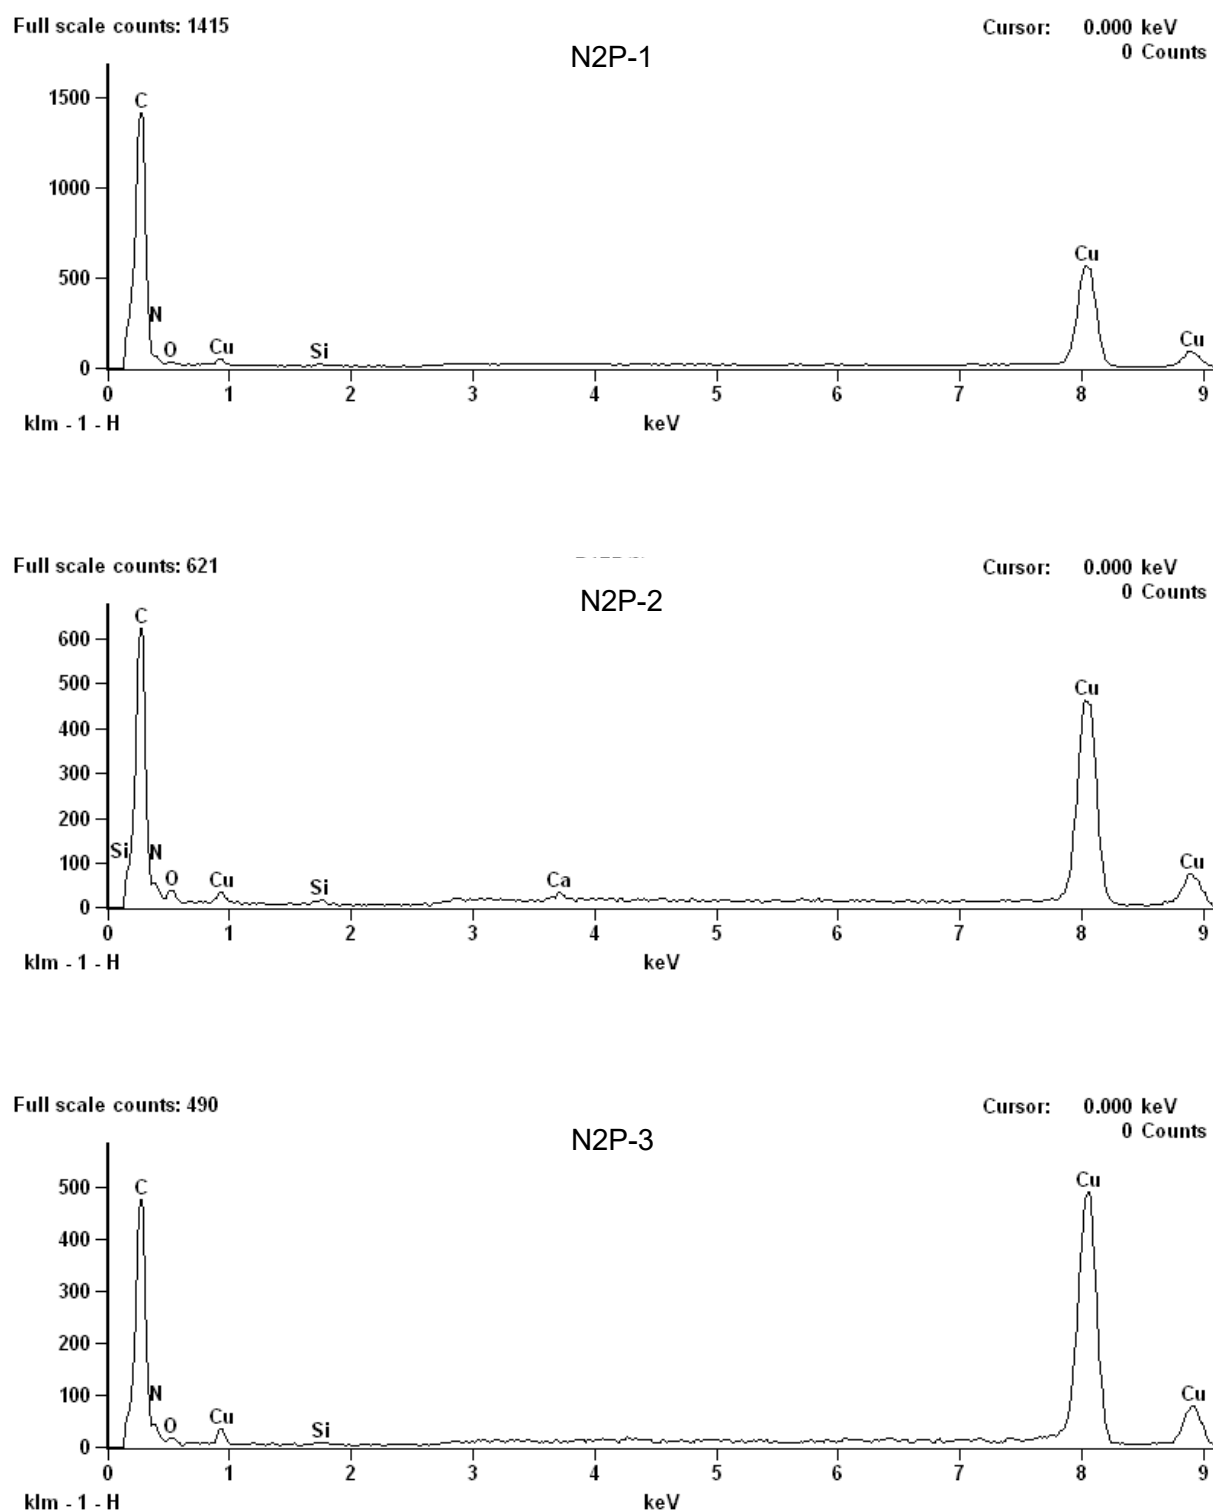 Full scale counts: 1415
Cursor: 0.000 keV
0 Counts
N2P-1
1500
C
1000
500
Cu
N
O
Cu
Si
Cu
0
0 1 2 3 4 5 6 7 8 9
klm - 1 - H
keV
Full scale counts: 621
Cursor: 0.000 keV
0 Counts
N2P-2
C
600
500
Cu
400
300
200
100
Si
N
O
Cu
Si
Ca
Cu
0
0 1 2 3 4 5 6 7 8 9
klm - 1 - H
keV
Full scale counts: 490
Cursor: 0.000 keV
0 Counts
N2P-3
500
C
Cu
400
300
200
100
N
O
Cu
Si
Cu
0
0 1 2 3 4 5 6 7 8 9
klm - 1 - H
keV